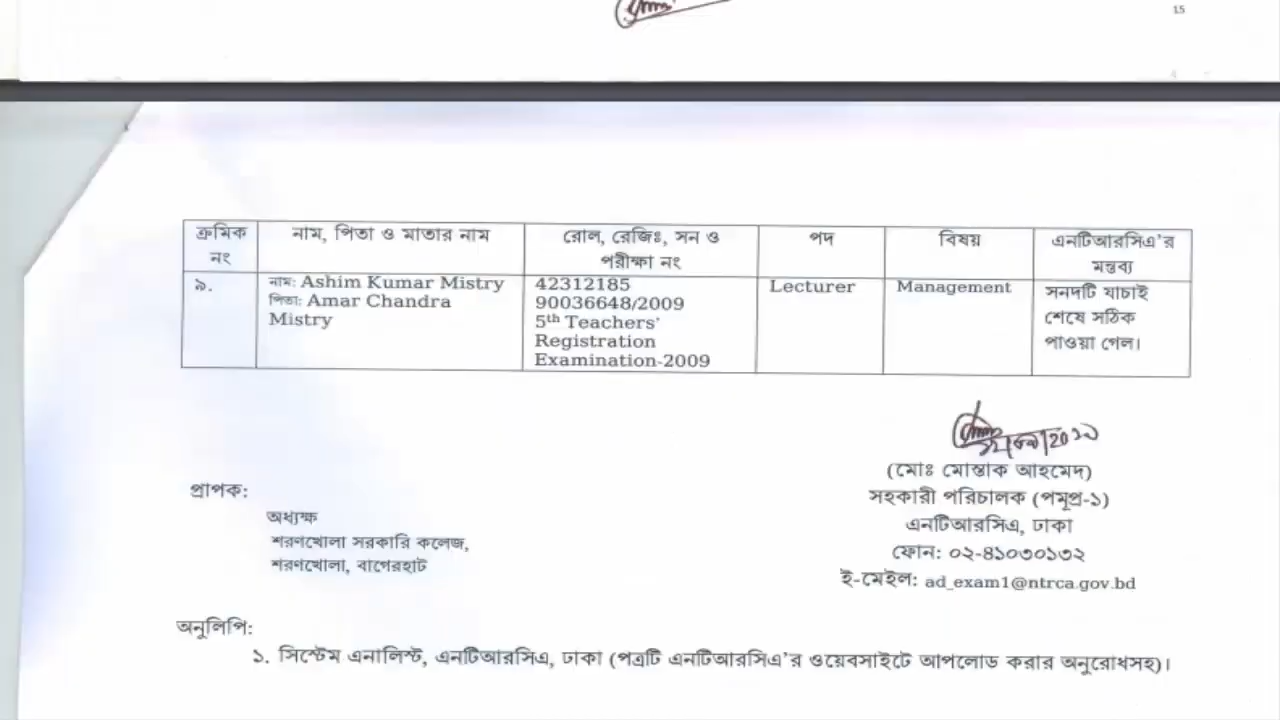 15
ক্রমিক নং
নাম, পিতা ও মাতার নাম
রোল, রেজিঃ, সন ও
পরীক্ষা নং
পদ
বিষয়
এনটিআরসিএ'র
মন্তব্য
৯.
নাম: Ashim Kumar Mistry
পিতা: Amar Chandra
Mistry
42312185
90036648/2009
5th Teachers'
Registration
Examination-2009
Lecturer
Management
সনদটি যাচাই
শেষে সঠিক
পাওয়া গেল।
(মোঃ মোস্তাক আহমেদ)
সহকারী পরিচালক (পমূপ্র-১)
এনটিআরসিএ, ঢাকা
ফোন: ০২-৪১০৩০১৩২
ই-মেইল: ad_exam1@ntrca.gov.bd
প্রাপক:
অধ্যক্ষ
শরণখোলা সরকারি কলেজ,
শরণখোলা, বাগেরহাট
অনুলিপি:
১. সিস্টেম এনালিস্ট, এনটিআরসিএ, ঢাকা (পত্রটি এনটিআরসিএ'র ওয়েবসাইটে আপলোড করার অনুরোধসহ)।